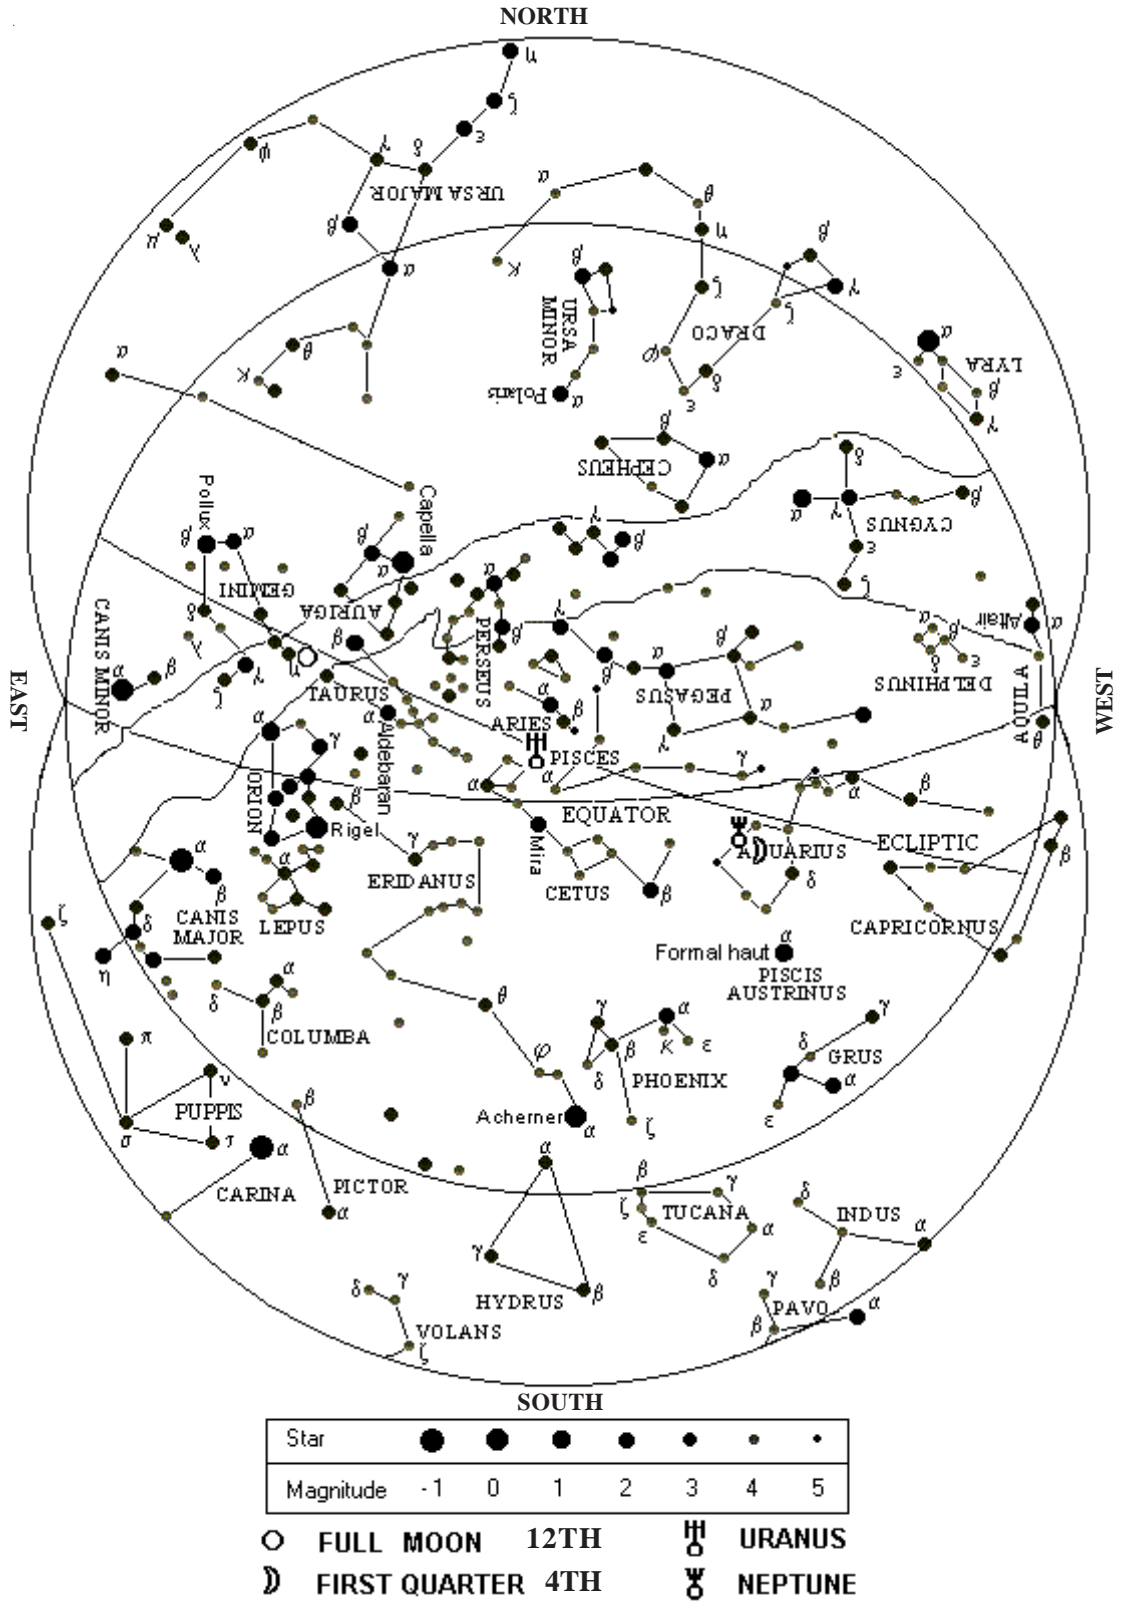 NORTH
η
ζ
ε
ψ
γ
δ
URSA MAJOR
α
θ
β
μ
λ
η
κ
β
α
β
ζ
γ
URSA
MINOR
ζ
DRACO
θ
α
φ
α
ε
LYRA
κ
δ
β
Polaris
α
ε
γ
β
CEPHEUS
α
δ
Pollux
Capella
β
α
γ
CYGNUS
β
α
β
α
γ
β
ε
GEMINI
ζ
CANIS MINOR
δ
AURIGA
α
γ
α
Altair
β
PERSEUS
β
β
α
β
λ
η
δ
ε
EAST
α
β
γ
β
θ
α
PEGASUS
DELPHINUS
AQUILA
WEST
ζ
TAURUS
α
α
α
Aldebaran
ARIES
β
γ
θ
γ
PISCES
ORION
α
α
γ
α
β
β
EQUATOR
Rigel
Mira
AQUARIUS
ECLIPTIC
α
γ
β
α
ERIDANUS
CETUS
β
δ
β
CANIS
MAJOR
LEPUS
CAPRICORNUS
ζ
δ
η
Formal haut
α
PISCIS
AUSTRINUS
δ
α
β
COLUMBA
θ
γ
α
γ
κ
ε
δ
GRUS
π
β
φ
δ
PHOENIX
α
ν
PUPPIS
β
Acherner
α
ζ
ε
σ
τ
α
α
CARINA
PICTOR
β
γ
δ
α
ζ
TUCANA
INDUS
α
ε
α
γ
δ
δ
γ
HYDRUS
β
γ
β
PAVO
α
β
VOLANS
ζ
SOUTH
Star
Magnitude -1 0 1 2 3 4 5
FULL MOON 12TH URANUS
FIRST QUARTER 4TH NEPTUNE